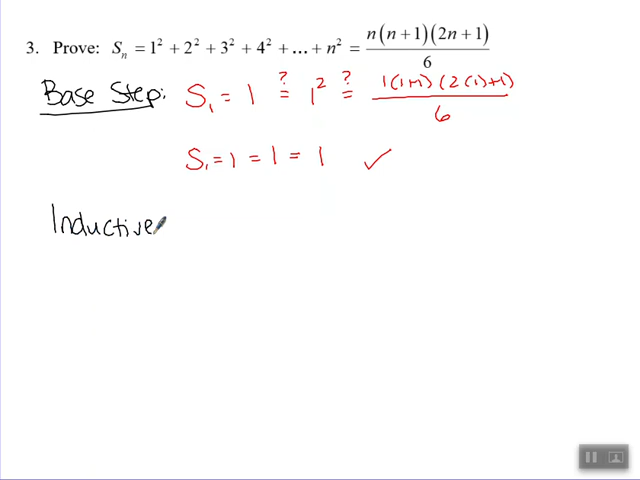 3. Prove: Sₙ = 1² + 2² + 3² + 4² + ... + n² = n(n+1)(2n+1) / 6
Base Step: S₁ = 1 ≟ 1² ≟ 1(1+1)(2(1)+1) / 6
S₁ = 1 = 1 = 1 ✓
Inductive